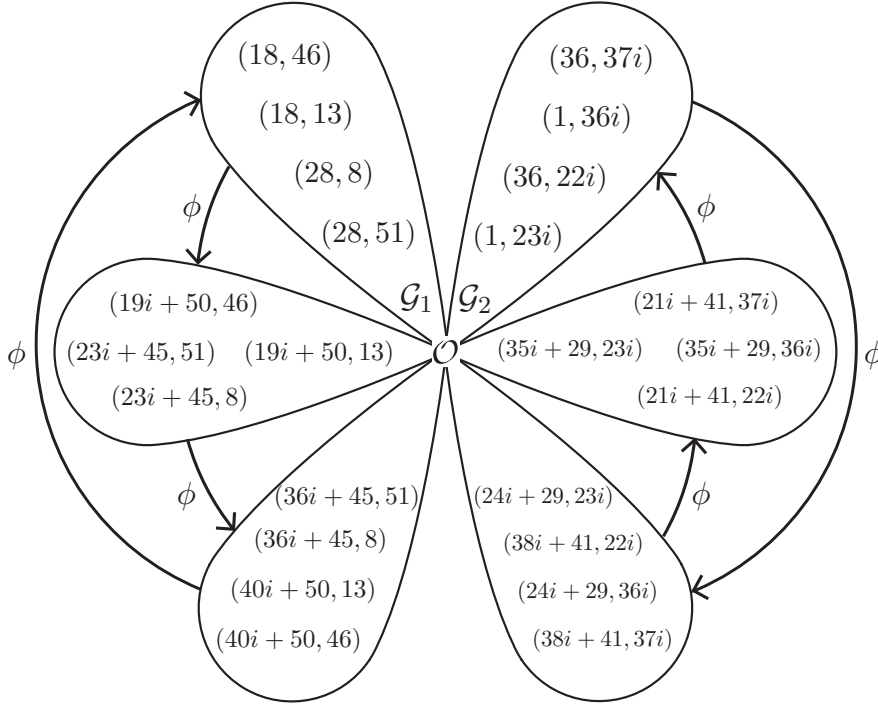 (18, 46)
(36, 37i)
(18, 13)
(1, 36i)
(28, 8)
(36, 22i)
(28, 51)
(1, 23i)
ϕ
ϕ
𝒢₁
𝒢₂
(19i + 50, 46)
(21i + 41, 37i)
ϕ
(23i + 45, 51)
(19i + 50, 13)
𝒪
(35i + 29, 23i)
(35i + 29, 36i)
ϕ
(23i + 45, 8)
(21i + 41, 22i)
ϕ
ϕ
(36i + 45, 51)
(24i + 29, 23i)
(36i + 45, 8)
(38i + 41, 22i)
(40i + 50, 13)
(24i + 29, 36i)
(40i + 50, 46)
(38i + 41, 37i)